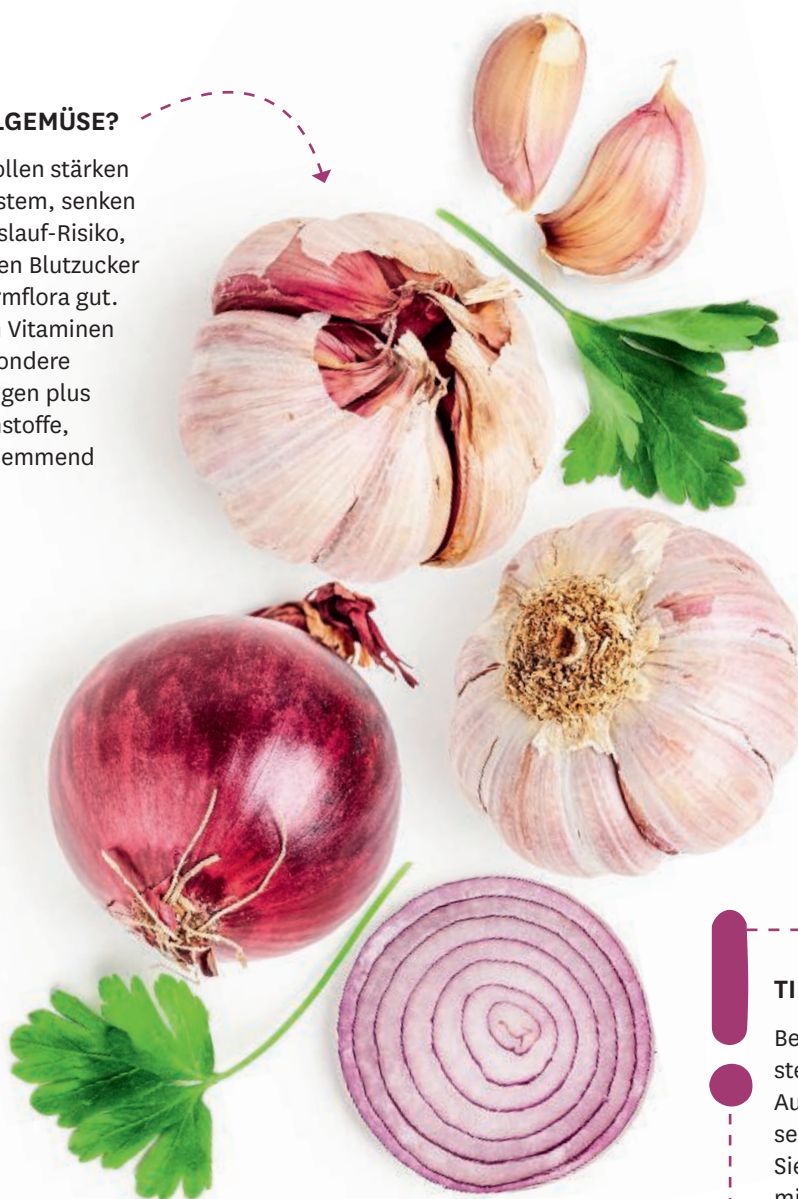 LGEMÜSE?
ollen stärken
stem, senken
slauf-Risiko,
en Blutzucker
rmflora gut.
n Vitaminen
ondere
gen plus
stoffe,
emmend
TI
Be
ste
Au
se
Sie
mi